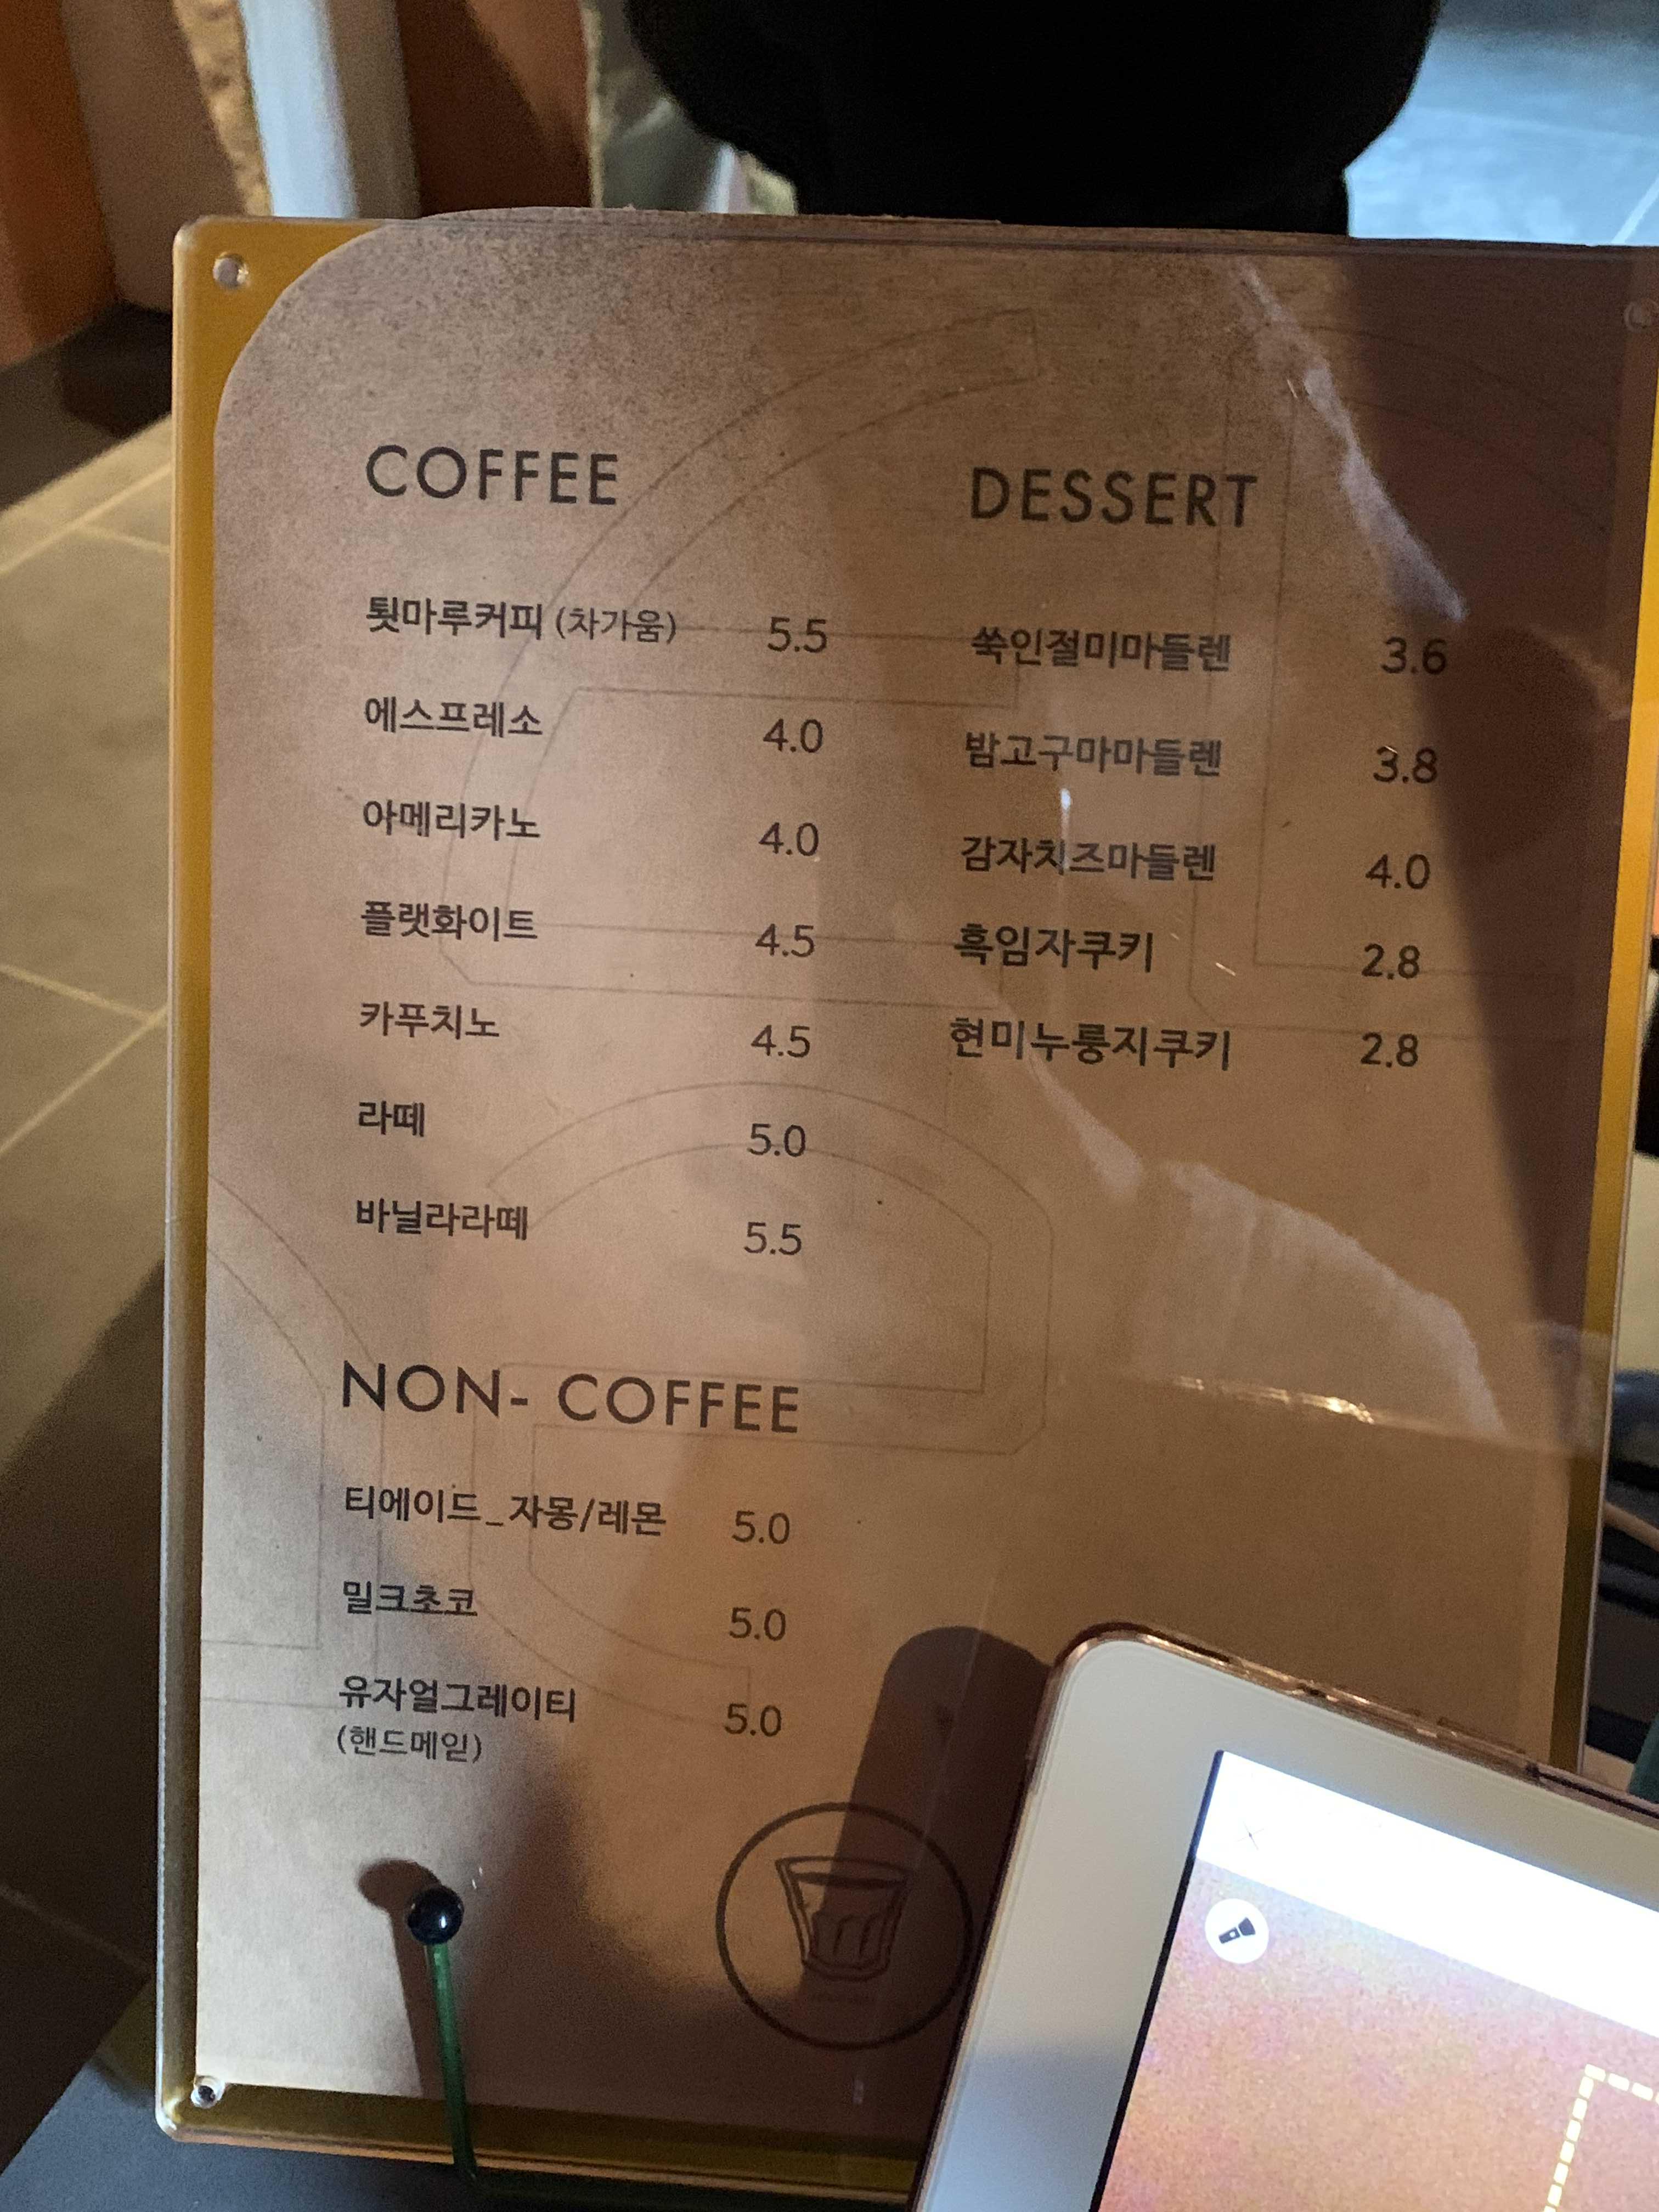 COFFEE
툇마루커피 (차가움) 5.5
에스프레소 4.0
아메리카노 4.0
플랫화이트 4.5
카푸치노 4.5
라떼 5.0
바닐라라떼 5.5
NON- COFFEE
티에이드_자몽/레몬 5.0
밀크초코 5.0
유자얼그레이티 5.0
(핸드메읻)
DESSERT
쑥인절미마들렌 3.6
밤고구마마들렌 3.8
감자치즈마들렌 4.0
흑임자쿠키 2.8
현미누룽지쿠키 2.8